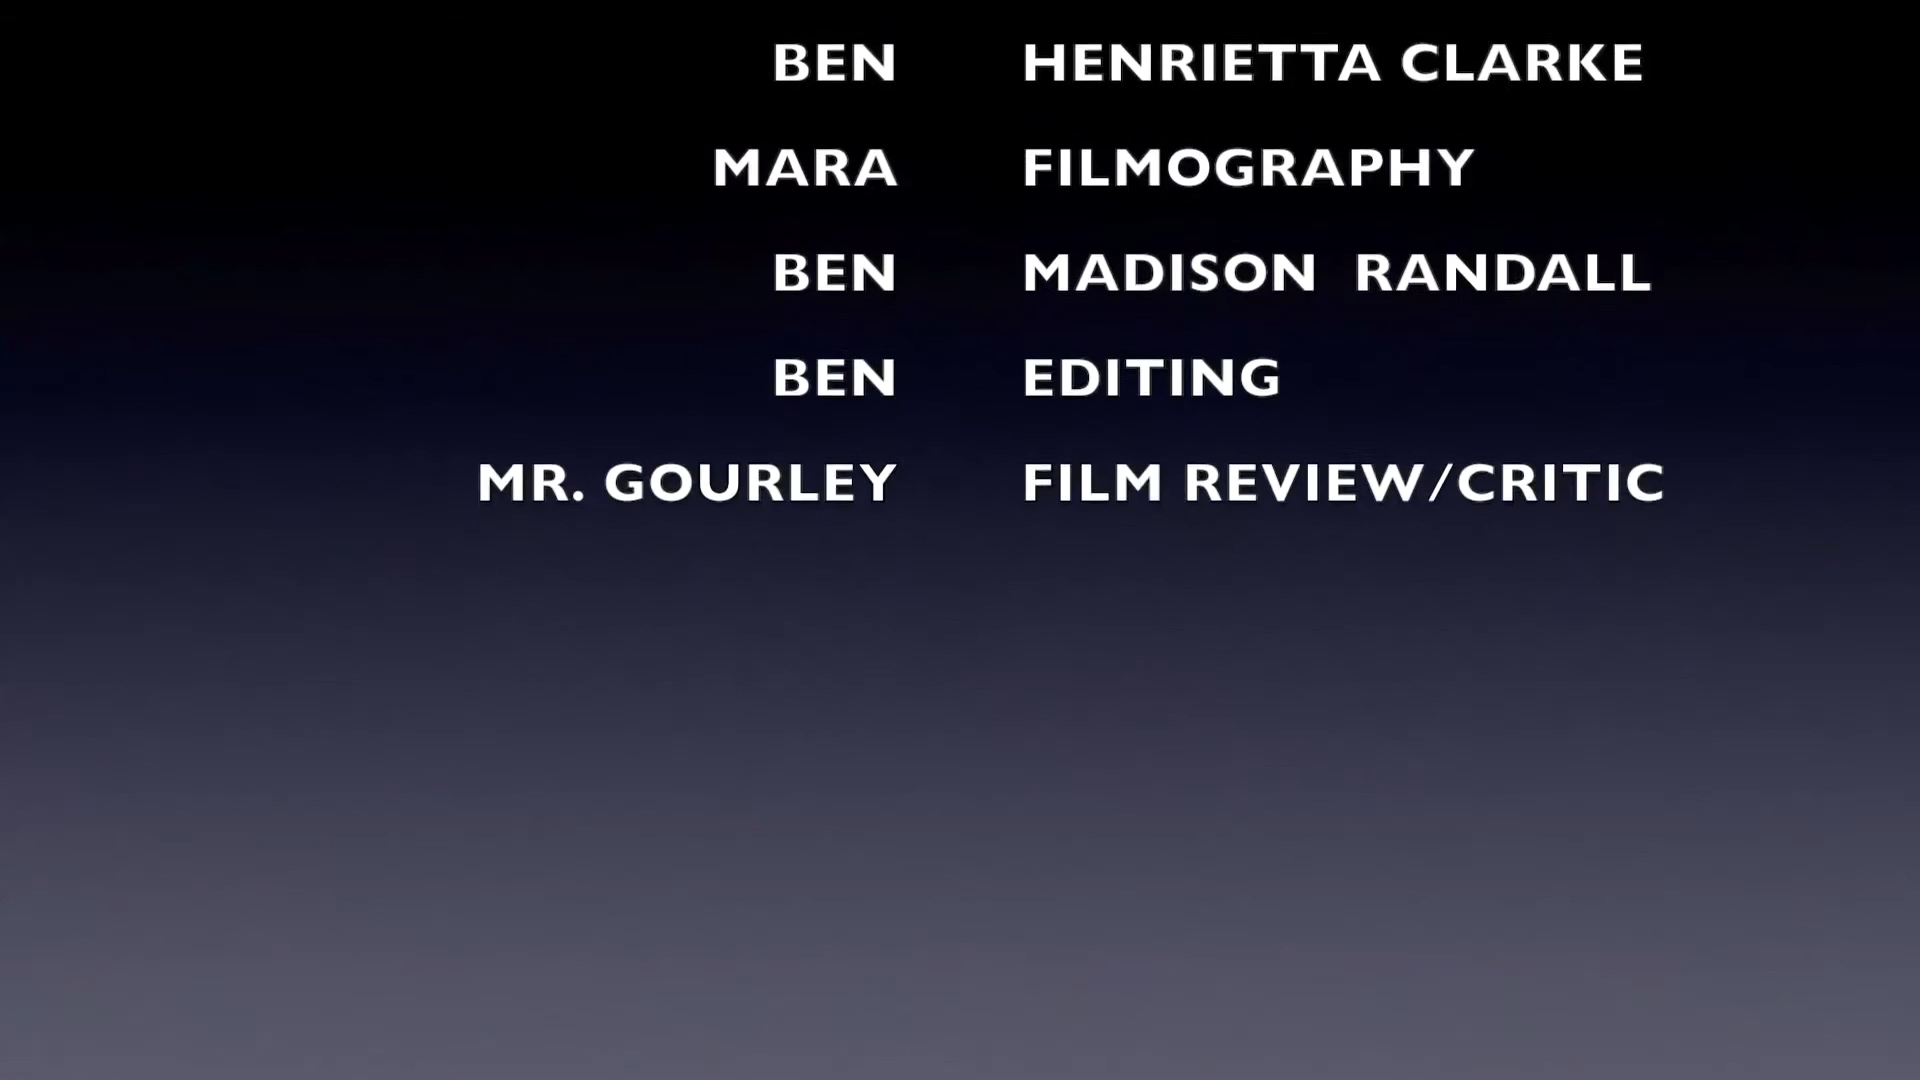 BEN HENRIETTA CLARKE
MARA FILMOGRAPHY
BEN MADISON RANDALL
BEN EDITING
MR. GOURLEY FILM REVIEW/CRITIC